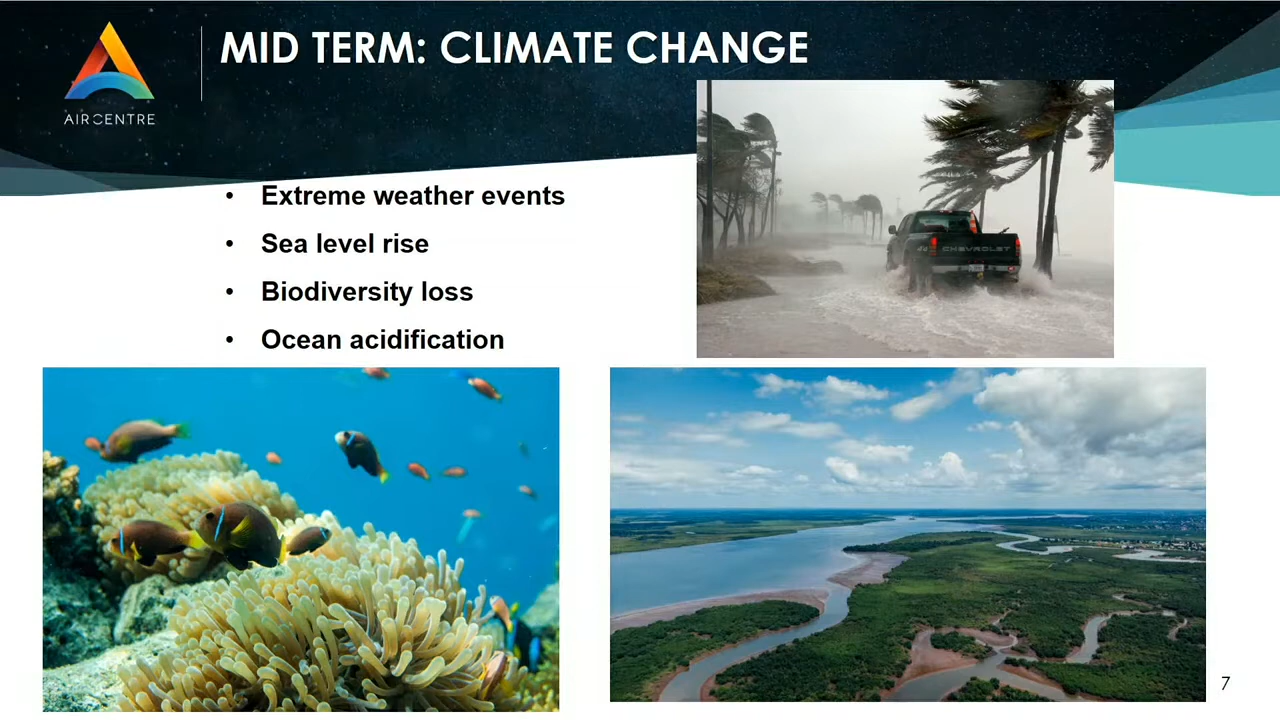 MID TERM: CLIMATE CHANGE
AIRCENTRE
• Extreme weather events
• Sea level rise
• Biodiversity loss
• Ocean acidification
CHEVROLET
7